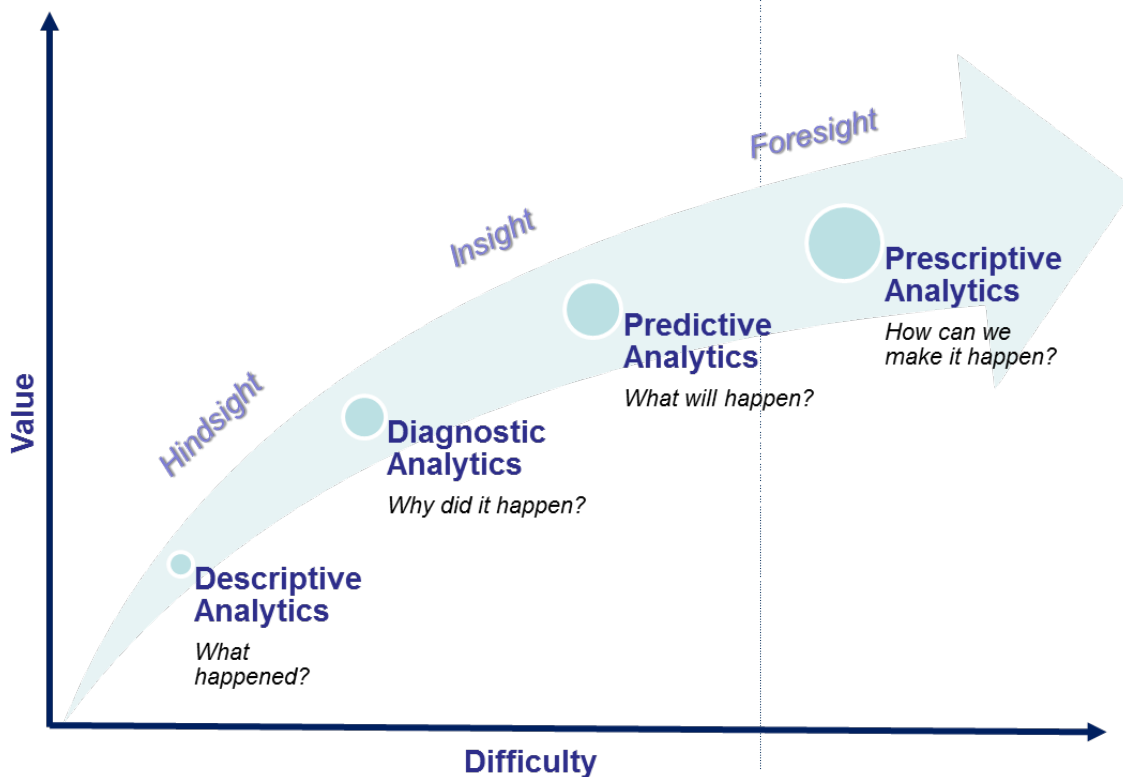 Foresight
Insight
Prescriptive
Analytics
How can we
make it happen?
Predictive
Analytics
What will happen?
Hindsight
Value
Diagnostic
Analytics
Why did it happen?
Descriptive
Analytics
What
happened?
Difficulty